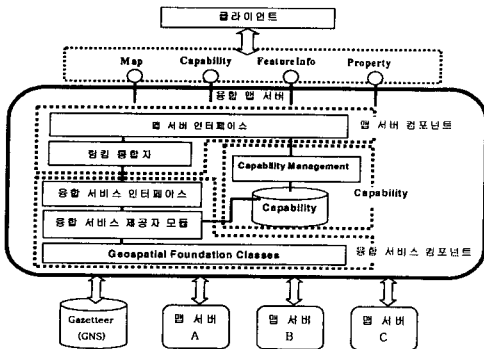 클라이언트
Map Capability FeatureInfo Property
융합 맵 서버
맵 서버 인터페이스
맵 서버 컴포넌트
링킹 통합자
Capability Management
Capability
융합 서비스 인터페이스
Capability
융합 서비스 제공자 모듈
Geospatial Foundation Classes
융합 서비스 컴포넌트
Gazetteer
(GNS)
맵 서버
A
맵 서버
B
맵 서버
C